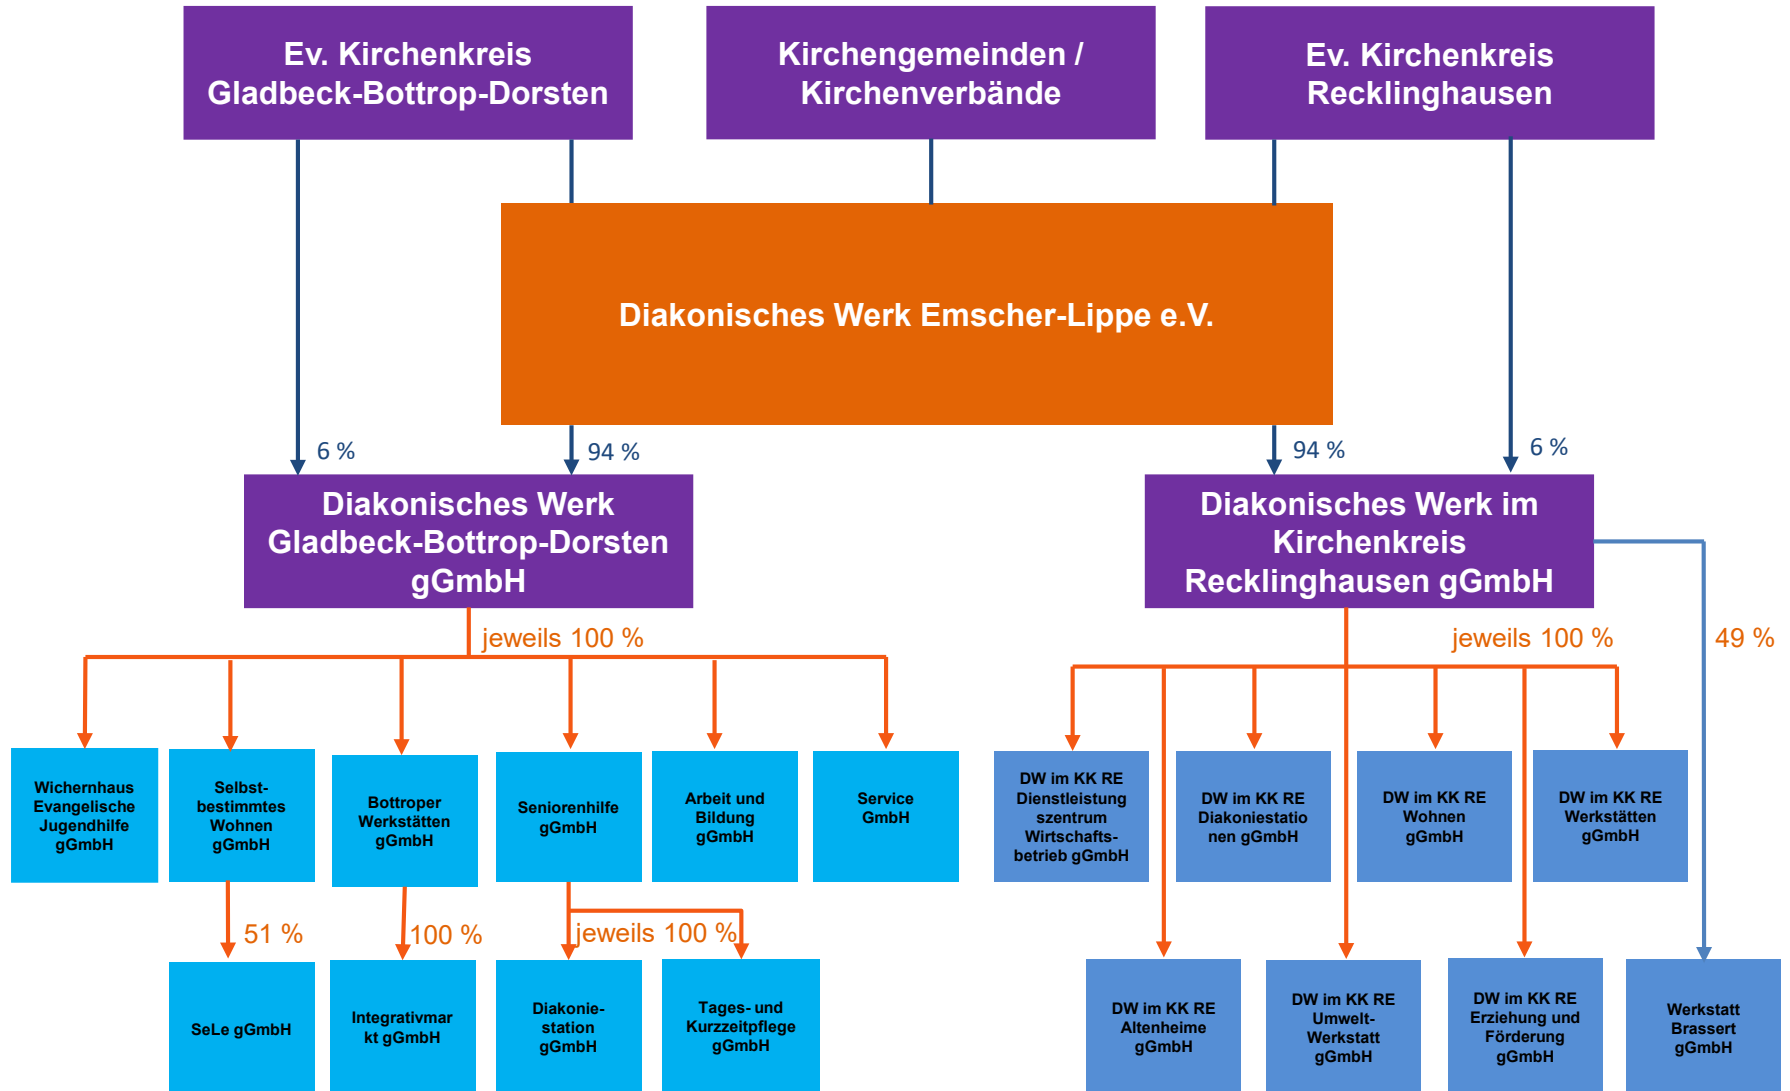 Ev. Kirchenkreis
Gladbeck-Bottrop-Dorsten
Kirchengemeinden /
Kirchenverbände
Ev. Kirchenkreis
Recklinghausen
Diakonisches Werk Emscher-Lippe e.V.
6 %
94 %
94 %
6 %
Diakonisches Werk
Gladbeck-Bottrop-Dorsten
gGmbH
Diakonisches Werk im
Kirchenkreis
Recklinghausen gGmbH
jeweils 100 %
jeweils 100 %
49 %
Wichernhaus
Evangelische
Jugendhilfe
gGmbH
Selbst-
bestimmtes
Wohnen
gGmbH
Bottroper
Werkstätten
gGmbH
Seniorenhilfe
gGmbH
Arbeit und
Bildung
gGmbH
Service
GmbH
DW im KK RE
Dienstleistung
szentrum
Wirtschafts-
betrieb gGmbH
DW im KK RE
Diakoniestatio
nen gGmbH
DW im KK RE
Wohnen
gGmbH
DW im KK RE
Werkstätten
gGmbH
51 %
100 %
jeweils 100 %
SeLe gGmbH
Integrativmar
kt gGmbH
Diakonie-
station
gGmbH
Tages- und
Kurzzeitpflege
gGmbH
DW im KK RE
Altenheime
gGmbH
DW im KK RE
Umwelt-
Werkstatt
gGmbH
DW im KK RE
Erziehung und
Förderung
gGmbH
Werkstatt
Brassert
gGmbH